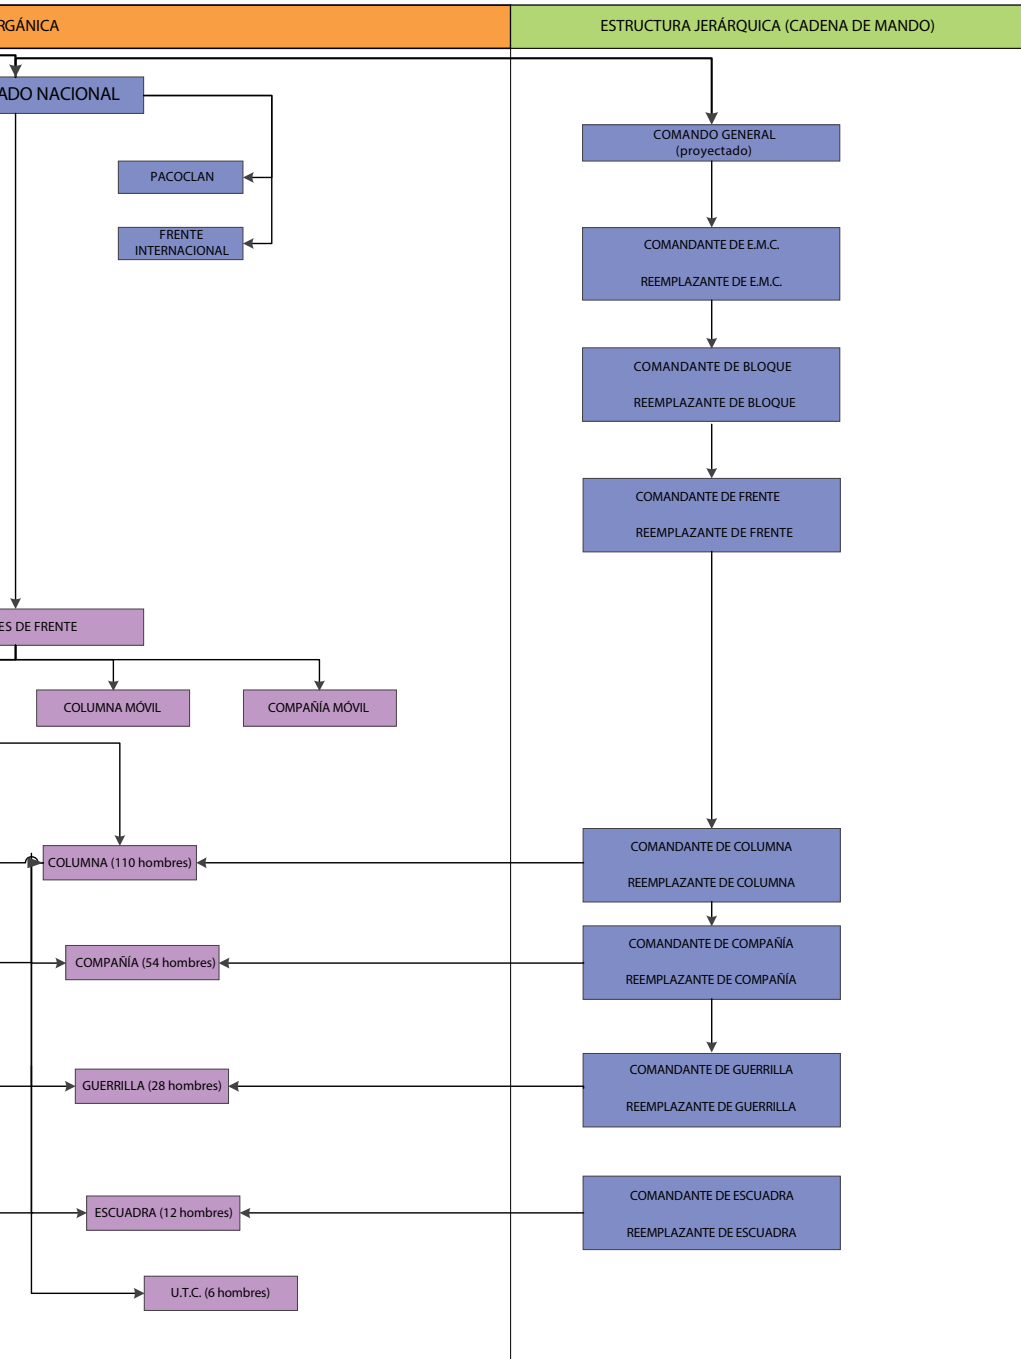 RGÁNICA
ESTRUCTURA JERÁRQUICA (CADENA DE MANDO)
ADO NACIONAL
PACOCLAN
FRENTE
INTERNACIONAL
COMANDO GENERAL
(proyectado)
COMANDANTE DE E.M.C.
REEMPLAZANTE DE E.M.C.
COMANDANTE DE BLOQUE
REEMPLAZANTE DE BLOQUE
COMANDANTE DE FRENTE
REEMPLAZANTE DE FRENTE
ES DE FRENTE
COLUMNA MÓVIL
COMPAÑÍA MÓVIL
COLUMNA (110 hombres)
COMANDANTE DE COLUMNA
REEMPLAZANTE DE COLUMNA
COMPAÑÍA (54 hombres)
COMANDANTE DE COMPAÑÍA
REEMPLAZANTE DE COMPAÑÍA
GUERRILLA (28 hombres)
COMANDANTE DE GUERRILLA
REEMPLAZANTE DE GUERRILLA
ESCUADRA (12 hombres)
COMANDANTE DE ESCUADRA
REEMPLAZANTE DE ESCUADRA
U.T.C. (6 hombres)